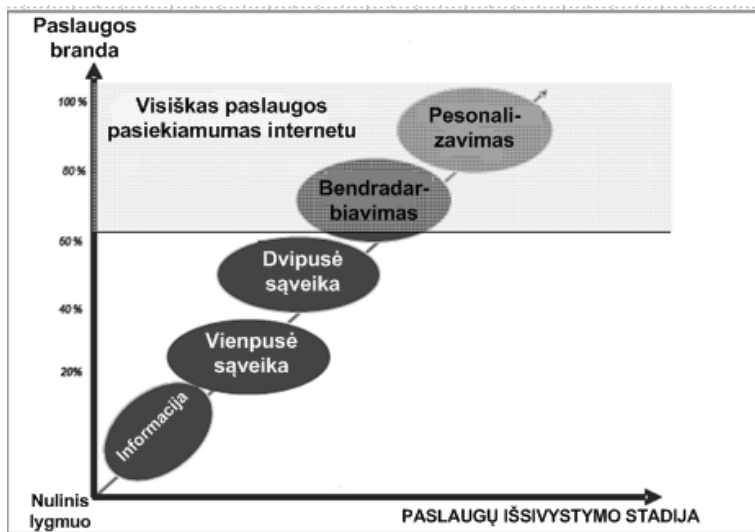 Paslaugos
branda
100%
Visiškas paslaugos
pasiekiamumas internetu
Pesonali-
zavimas
80%
Bendradar-
biavimas
60%
Dvipusė
sąveika
40%
Vienpusė
sąveika
20%
Informacija
Nulinis
lygmuo
PASLAUGŲ IŠSIVYSTYMO STADIJA